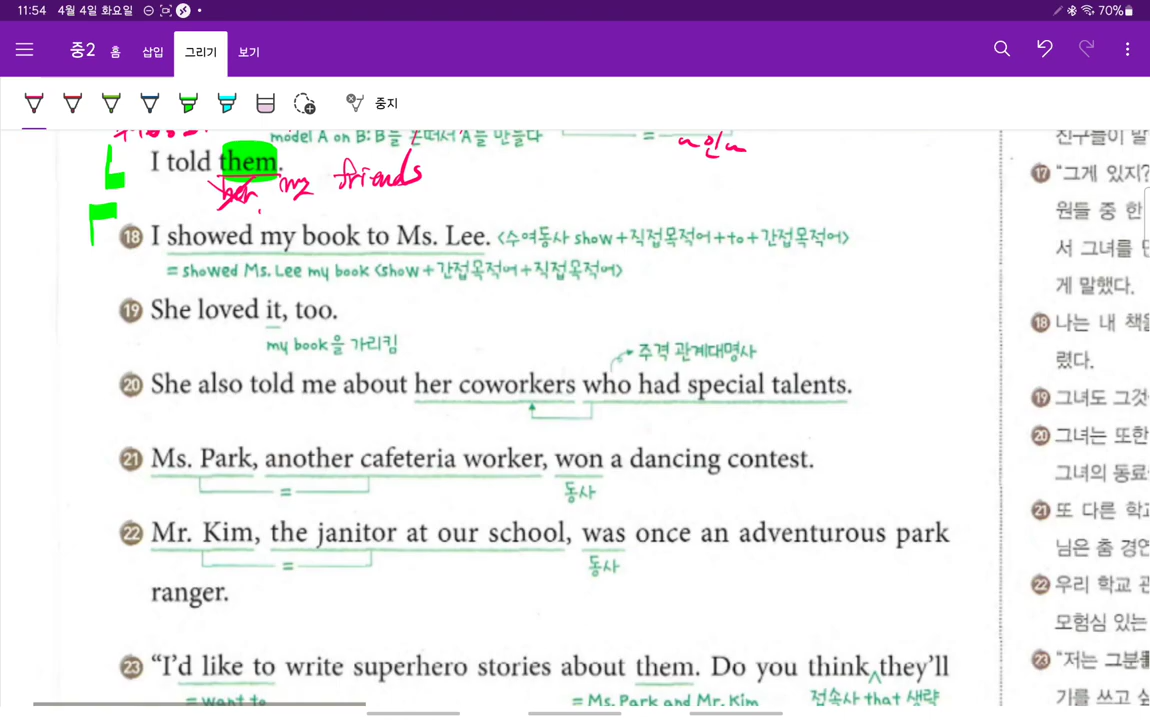 11:54 4월 4일 화요일 70%
중2 홈 삽입 그리기 보기
중지
model A on B: B를 본떠서 A를 만들다 =
I told them.
her my friends
⑱ I showed my book to Ms. Lee. <수여동사 show+직접목적어+to+간접목적어>
= showed Ms. Lee my book <show+간접목적어+직접목적어>
⑲ She loved it, too.
my book을 가리킴
주격 관계대명사
⑳ She also told me about her coworkers who had special talents.
㉑ Ms. Park, another cafeteria worker, won a dancing contest.
= 동사
㉒ Mr. Kim, the janitor at our school, was once an adventurous park
= 동사
ranger.
㉓ “I’d like to write superhero stories about them. Do you think they’ll
= want to = Ms. Park and Mr. Kim 접속사 that 생략
친구들이
⑰ “그게 있지?
원들 중 한
서 그녀를
게 말했다.
⑱ 나는 내 책을
렸다.
⑲ 그녀도 그것
⑳ 그녀는 또한
그녀의 동료
㉑ 또 다른
님은 춤 경연
㉒ 우리 학교
모험심 있는
㉓ “저는 그분들
기를 쓰고